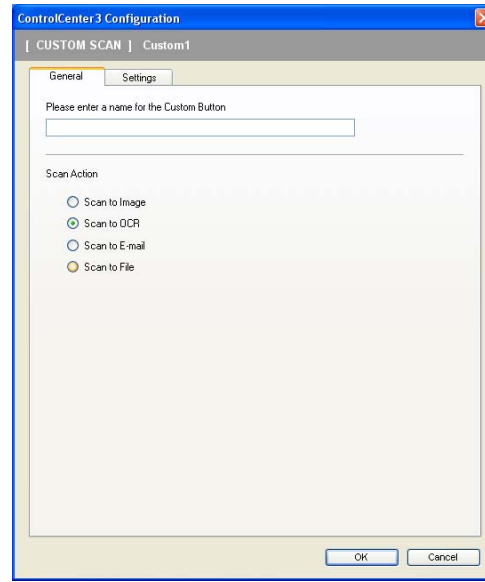 ControlCenter3 Configuration
[ CUSTOM SCAN ] Custom1
General Settings
Please enter a name for the Custom Button
Scan Action
Scan to Image
Scan to OCR
Scan to E-mail
Scan to File
OK Cancel